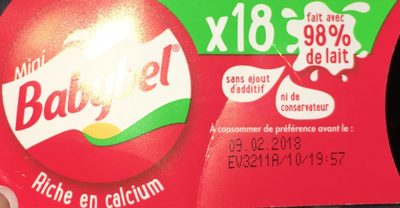 Mini
Babybel
Riche en calcium
x18
fait avec
98%
de lait
sans ajout
d'additif
ni de
conservateur
À consommer de préférence avant le :
09.02.2018
EV3211A/10/19:57